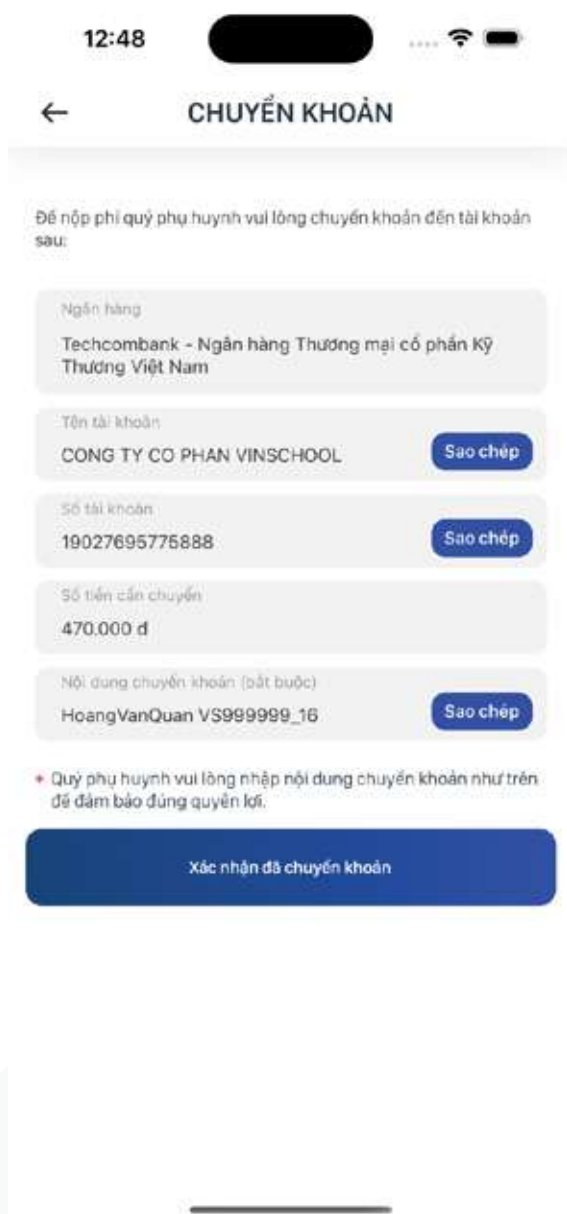 12:48
CHUYỂN KHOẢN
Để nộp phí quý phụ huynh vui lòng chuyển khoản đến tài khoản
sau:
Ngân hàng
Techcombank - Ngân hàng Thương mại cổ phần Kỹ
Thương Việt Nam
Tên tài khoản
CONG TY CO PHAN VINSCHOOL
Sao chép
Số tài khoản
19027695775888
Sao chép
Số tiền cần chuyển
470.000 đ
Nội dung chuyển khoản (bắt buộc)
HoangVanQuan VS999999_16
Sao chép
* Quý phụ huynh vui lòng nhập nội dung chuyển khoản như trên
để đảm bảo đúng quyền lợi.
Xác nhận đã chuyển khoản